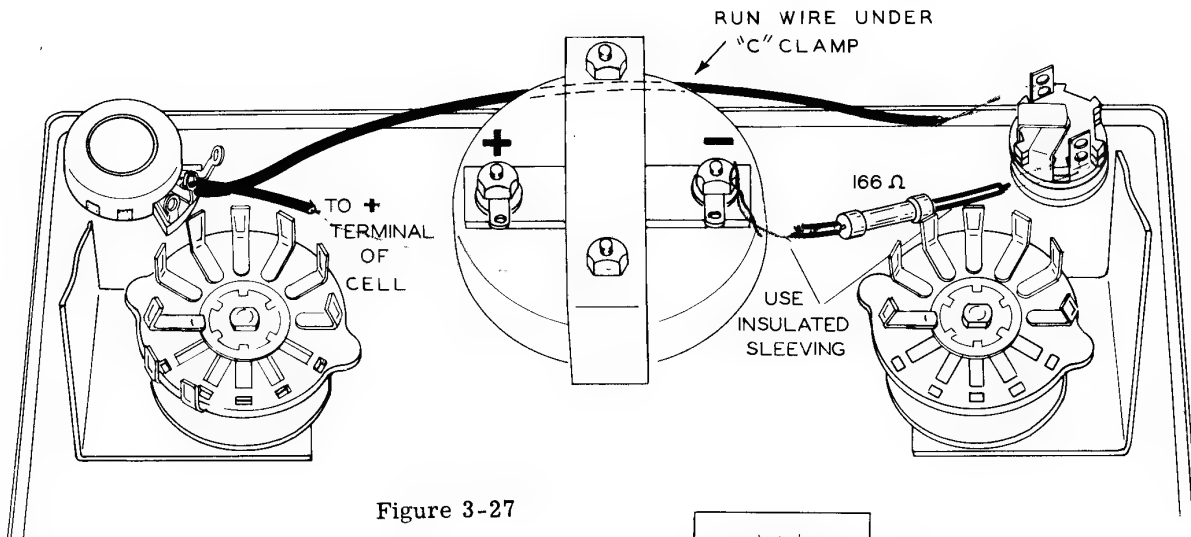 RUN WIRE UNDER
"C" CLAMP
+
−
166 Ω
TO +
TERMINAL
OF
CELL
USE
INSULATED
SLEEVING
Figure 3-27